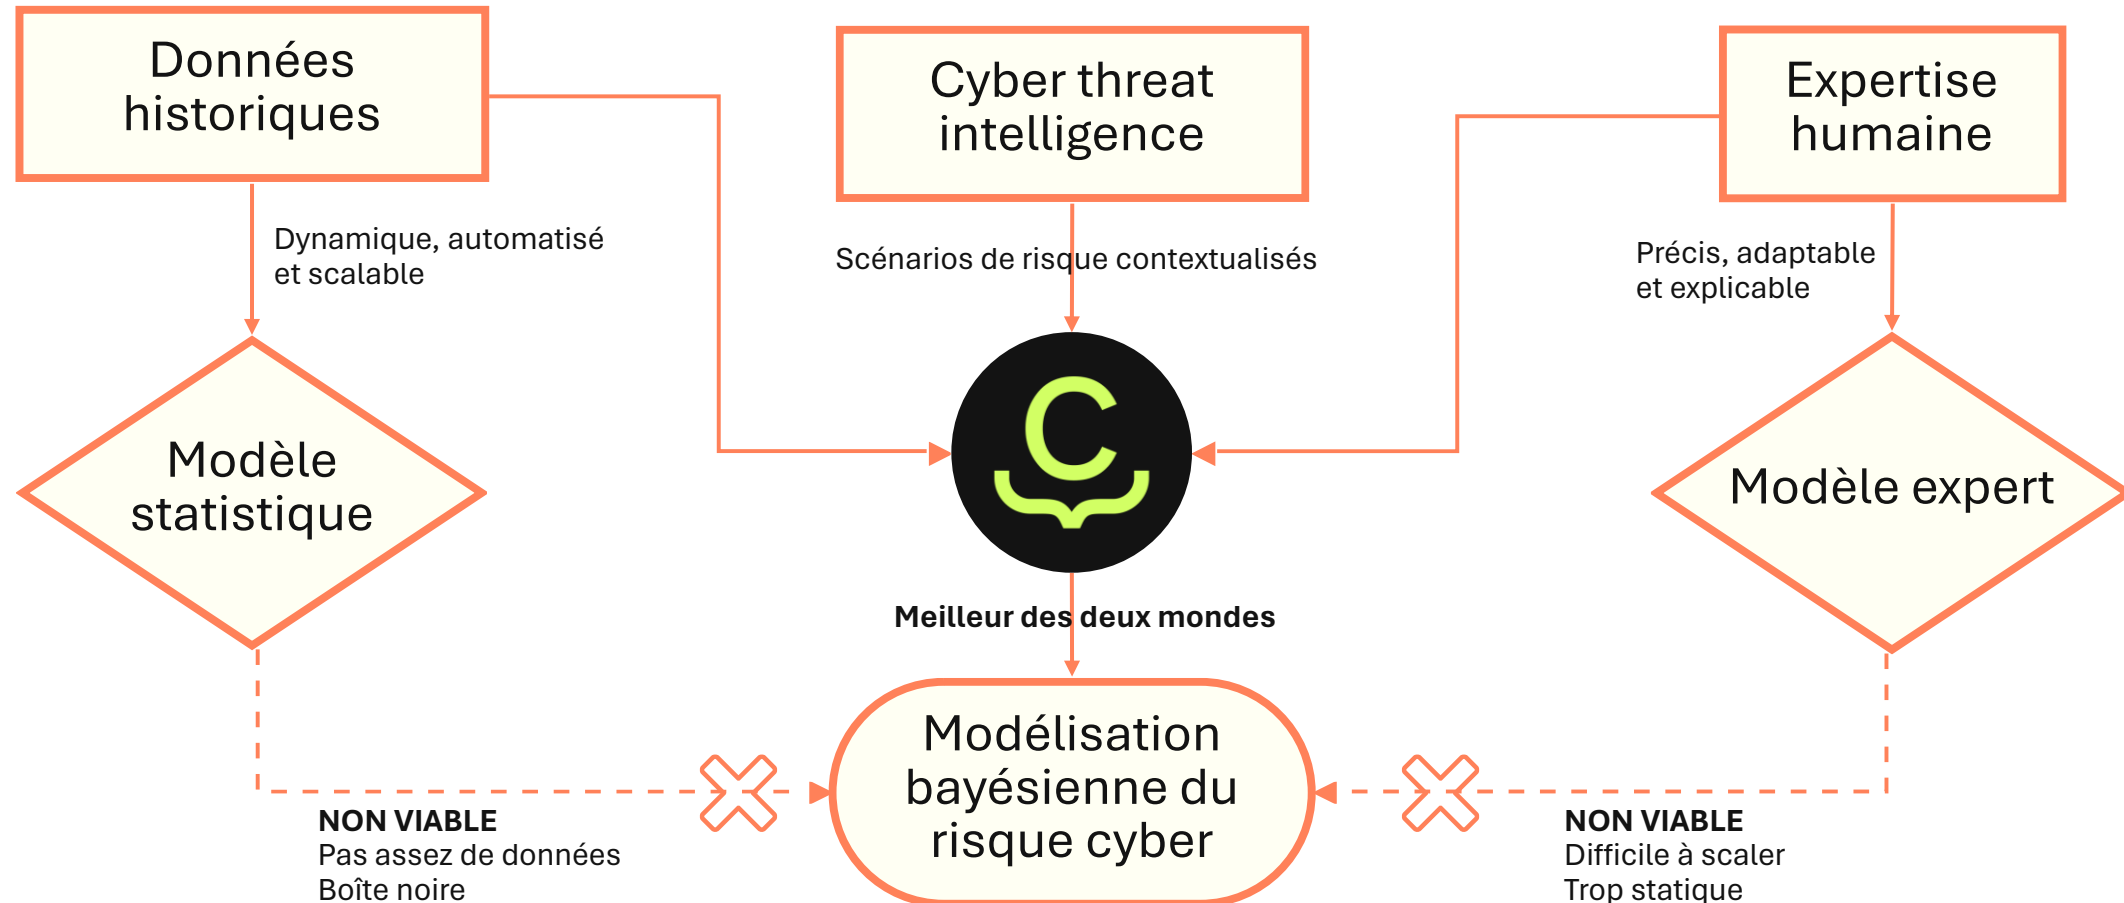 Données
historiques
Cyber threat
intelligence
Expertise
humaine
Dynamique, automatisé
et scalable
Scénarios de risque contextualisés
Précis, adaptable
et explicable
Modèle
statistique
C
Modèle expert
Meilleur des deux mondes
Modélisation
bayésienne du
risque cyber
NON VIABLE
Pas assez de données
Boîte noire
NON VIABLE
Difficile à scaler
Trop statique